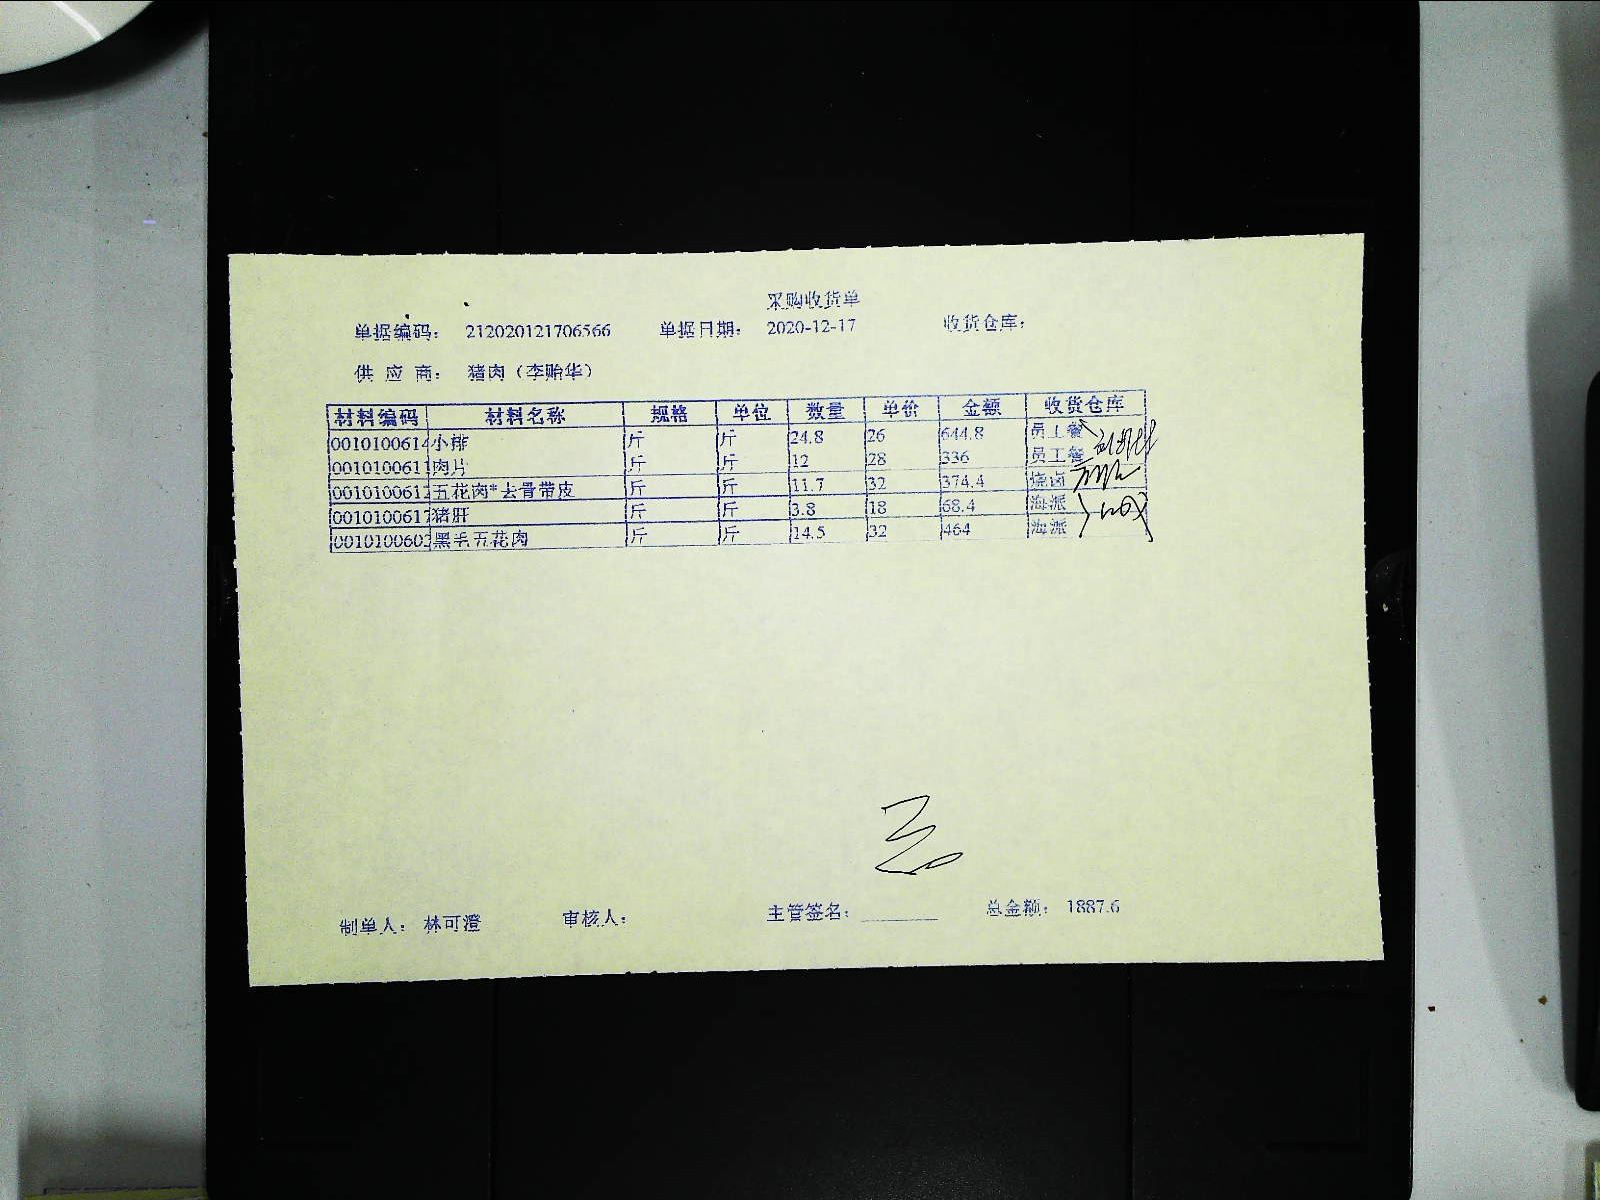 采购收货单
单据编码： 212020121706566 单据日期： 2020-12-17 收货仓库：
供 应 商： 猪肉（李贻华）
材料编码 材料名称 规格 单位 数量 单价 金额 收货仓库
0010100614 小排 斤 斤 24.8 26 644.8 员工餐
0010100611 肉片 斤 斤 12 28 336 员工餐
001010061 五花肉*去骨带皮 斤 斤 11.7 32 374.4 烧卤
0010100617 猪肝 斤 斤 3.8 18 68.4 海派
001010060 黑毛五花肉 斤 斤 14.5 32 464 海派
制单人： 林可澄 审核人： 主管签名： 总金额： 1887.6